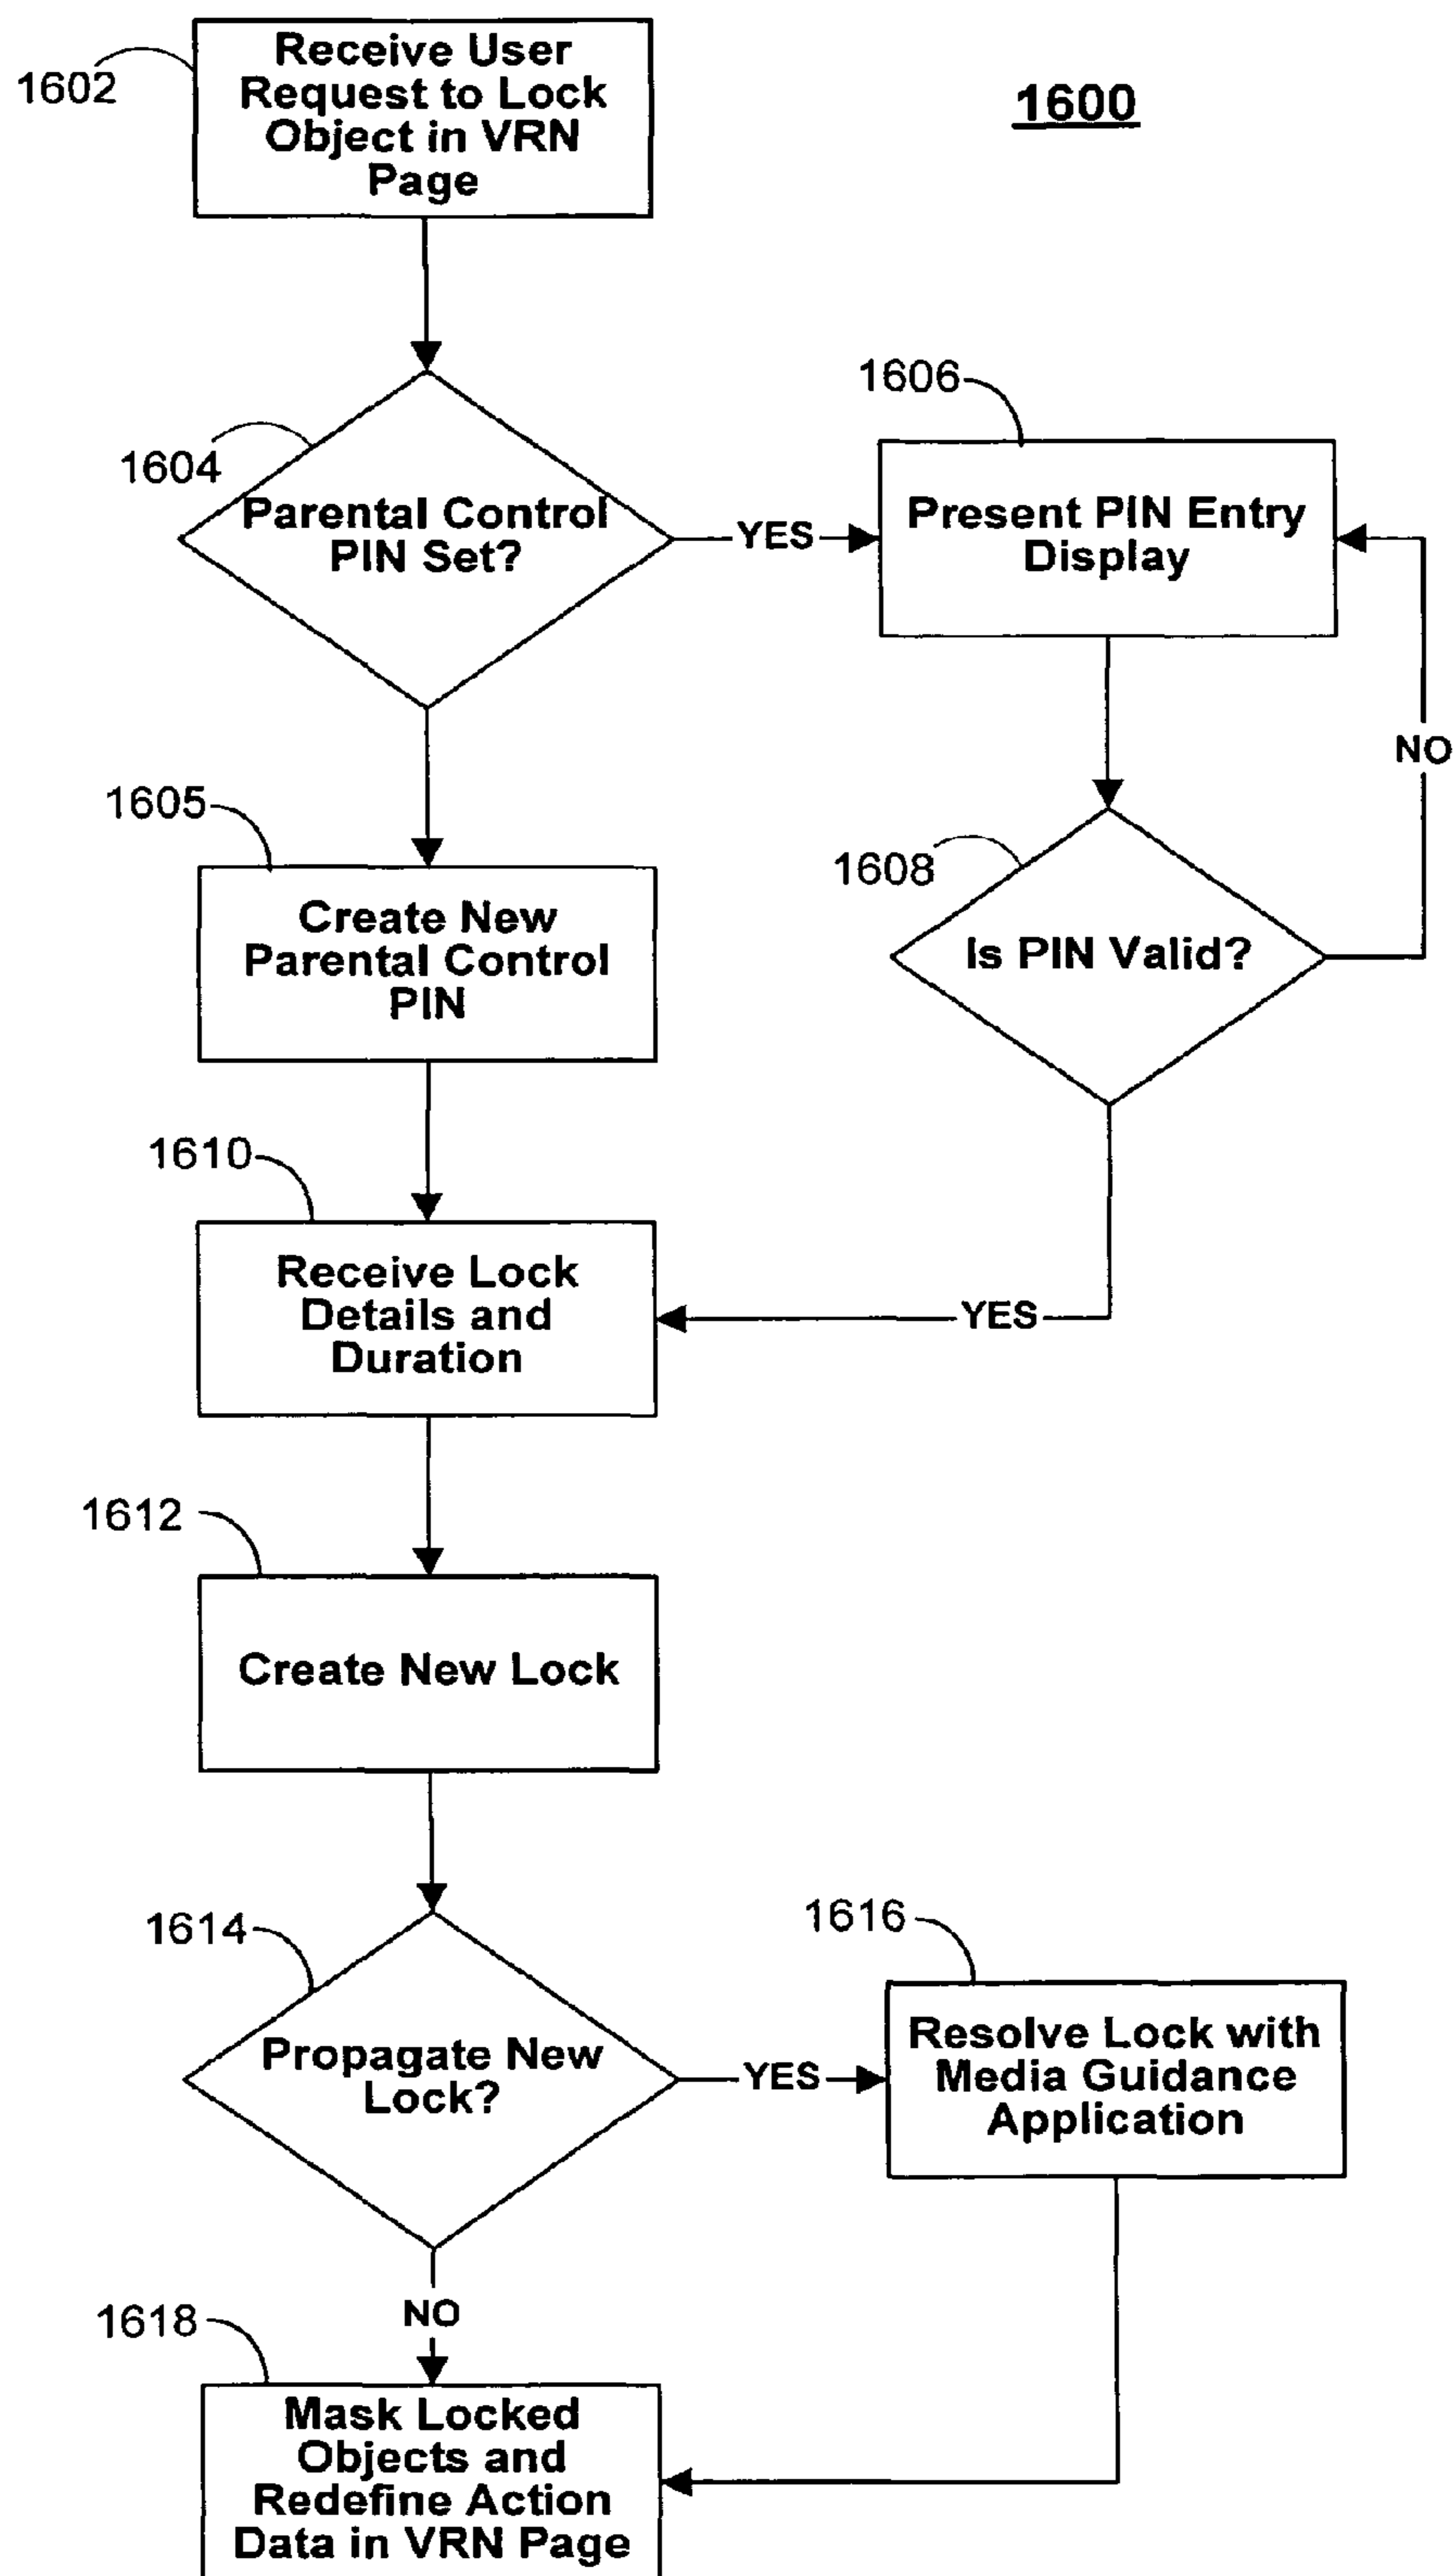 1600
1602
Receive User
Request to Lock
Object in VRN
Page
1604
Parental Control
PIN Set?
YES
1606
Present PIN Entry
Display
NO
1605
Create New
Parental Control
PIN
1608
Is PIN Valid?
YES
1610
Receive Lock
Details and
Duration
1612
Create New Lock
1614
Propagate New
Lock?
YES
1616
Resolve Lock with
Media Guidance
Application
NO
1618
Mask Locked
Objects and
Redefine Action
Data in VRN Page